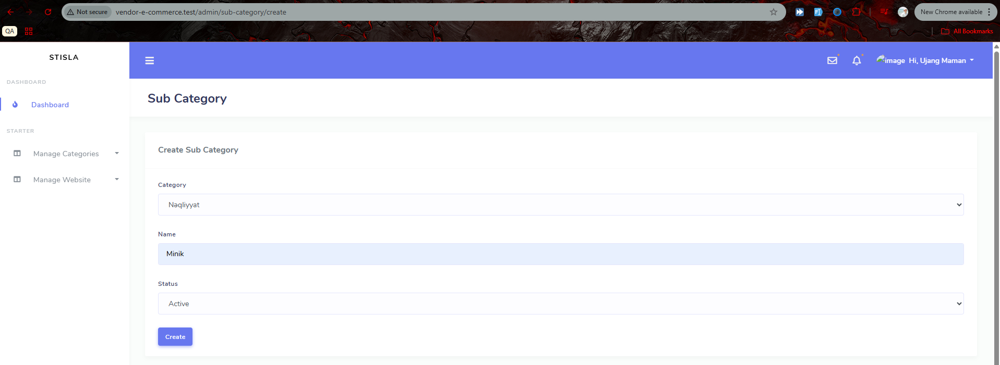 Not secure vendor-e-commerce.test/admin/sub-category/create New Chrome available
QA All Bookmarks
STISLA
image Hi, Ujang Maman
DASHBOARD
Dashboard
STARTER
Manage Categories
Manage Website
Sub Category
Create Sub Category
Category
Nəqliyyat
Name
Minik
Status
Active
Create